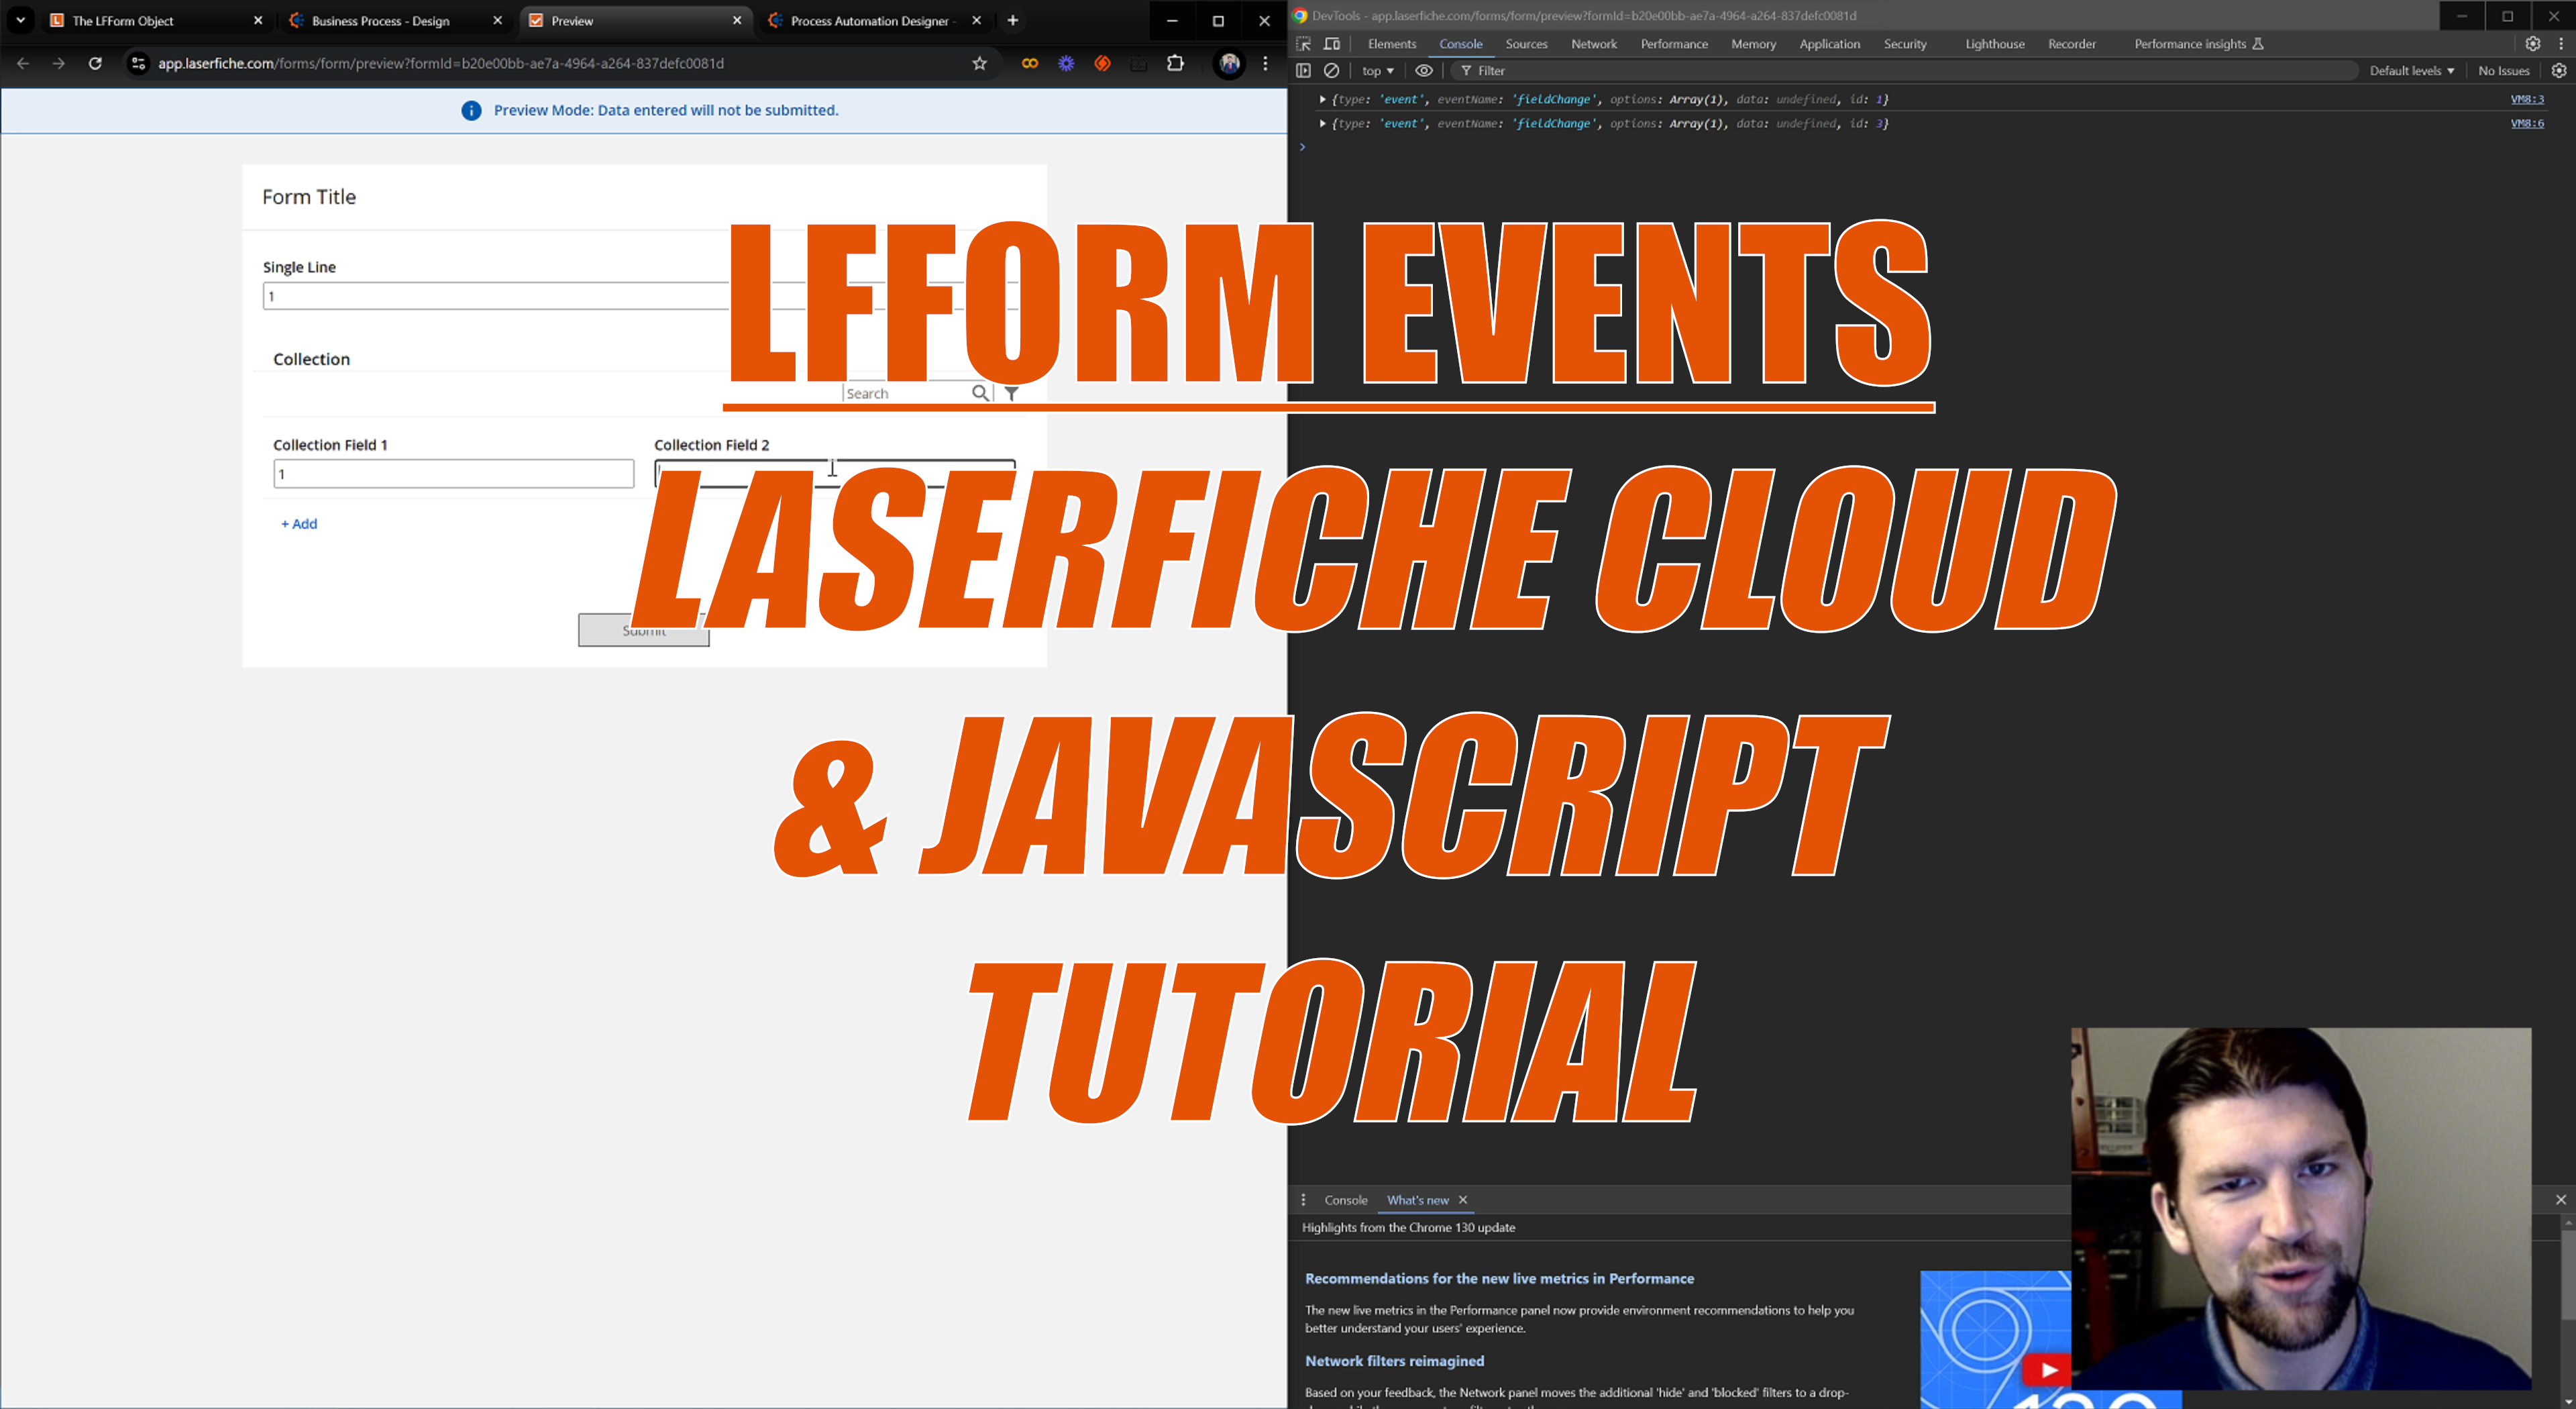 The LFForm Object
Business Process - Design
Preview
Process Automation Designer -
app.laserfiche.com/forms/form/preview?formId=b20e00bb-ae7a-4964-a264-837defc0081d
Preview Mode: Data entered will not be submitted.
Form Title
Single Line
1
Collection
Search
Collection Field 1
Collection Field 2
1
+ Add
Submit
LFFORM EVENTS
LASERFICHE CLOUD
& JAVASCRIPT
TUTORIAL
DevTools - app.laserfiche.com/forms/form/preview?formId=b20e00bb-ae7a-4964-a264-837defc0081d
Elements Console Sources Network Performance Memory Application Security Lighthouse Recorder Performance insights
top Filter Default levels No Issues
{type: 'event', eventName: 'fieldChange', options: Array(1), data: undefined, id: 1} VM8:3
{type: 'event', eventName: 'fieldChange', options: Array(1), data: undefined, id: 3} VM8:6
Console What's new
Highlights from the Chrome 130 update
Recommendations for the new live metrics in Performance
The new live metrics in the Performance panel now provide environment recommendations to help you
better understand your users' experience.
Network filters reimagined
Based on your feedback, the Network panel moves the additional 'hide' and 'blocked' filters to a drop-